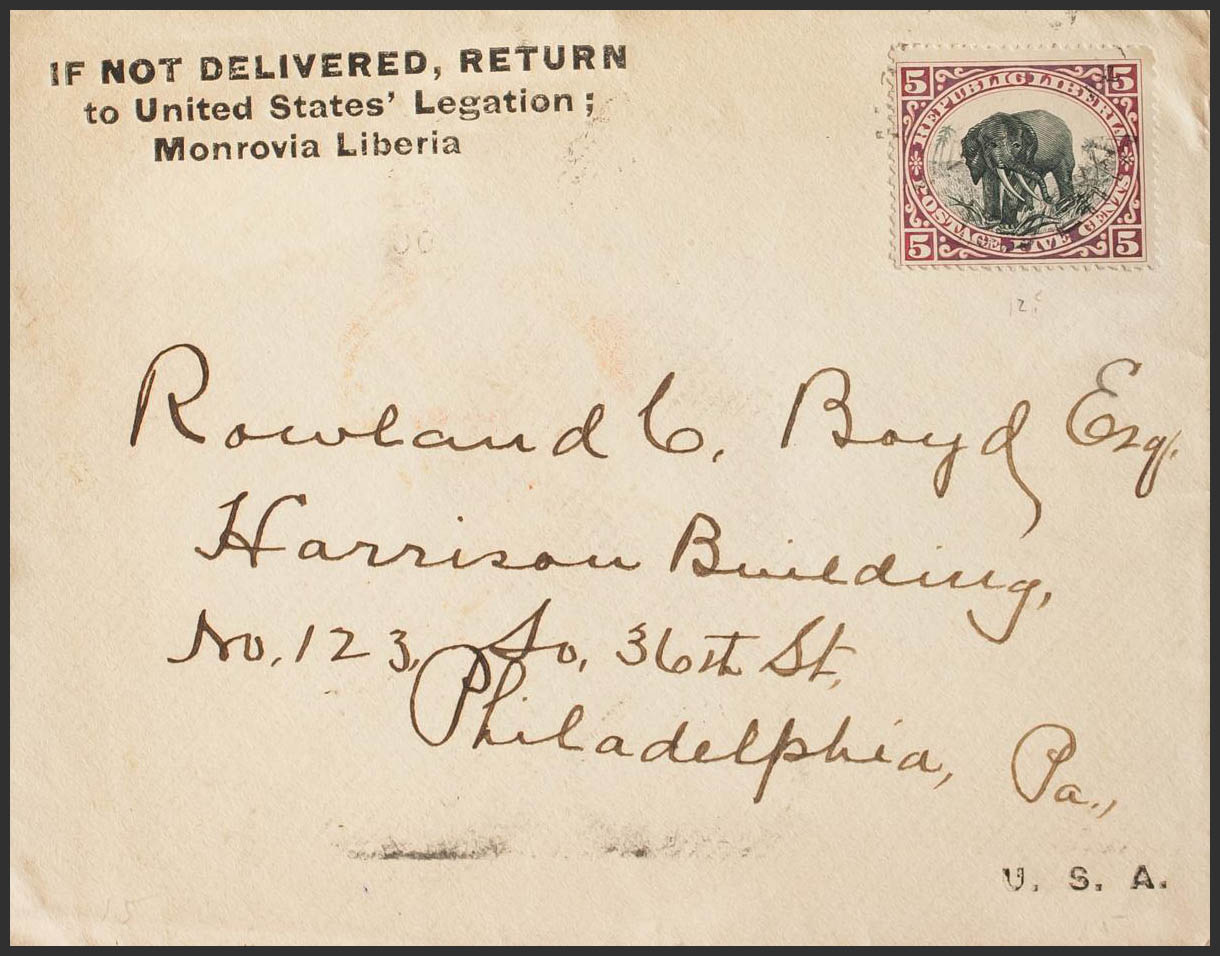 IF NOT DELIVERED, RETURN
to United States' Legation;
Monrovia Liberia
5 5
REPUBLIC LIBERIA
POSTAGE, FIVE CENTS
5 5
Rowland C. Boyd Esq.
Harrison Building,
No. 123, So. 36th St.
Philadelphia, Pa.,
U. S. A.